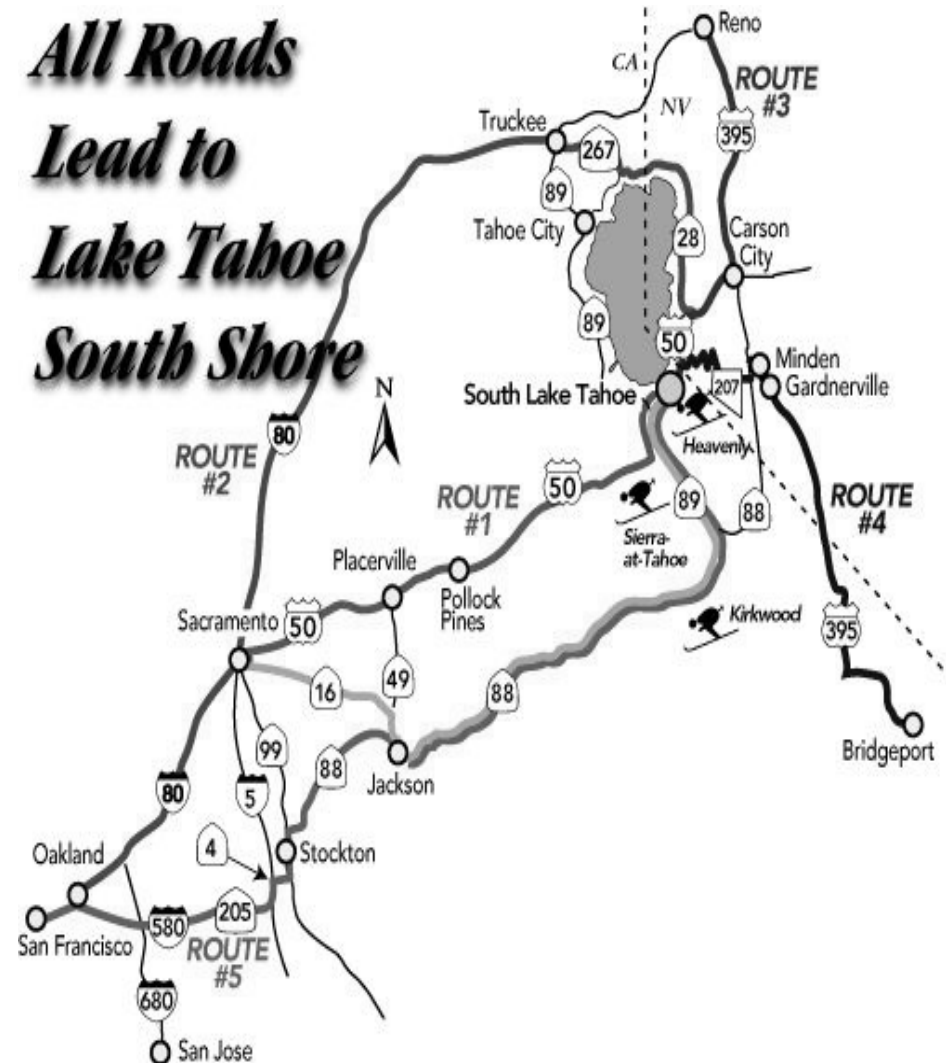 All Roads
Lead to
Lake Tahoe
South Shore
Reno
CA
NV
ROUTE
#3
395
Truckee
267
89
Tahoe City
28
Carson
City
89
50
Minden
Gardnerville
207
South Lake Tahoe
N
Heavenly
80
ROUTE
#2
ROUTE
#1
50
89
88
ROUTE
#4
Sierra-
at-Tahoe
Placerville
Pollock
Pines
Sacramento
50
Kirkwood
395
16
49
88
Bridgeport
99
88
Jackson
80
5
4
Stockton
Oakland
205
580
San Francisco
ROUTE
#5
680
San Jose